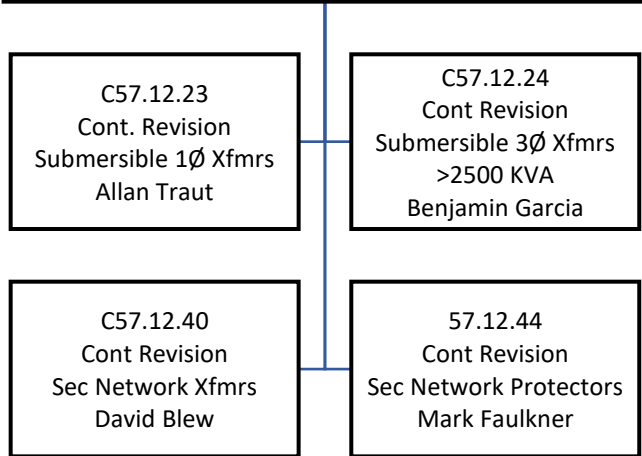 C57.12.23
Cont. Revision
Submersible 1Ø Xfmrs
Allan Traut
C57.12.24
Cont Revision
Submersible 3Ø Xfmrs
>2500 KVA
Benjamin Garcia
C57.12.40
Cont Revision
Sec Network Xfmrs
David Blew
57.12.44
Cont Revision
Sec Network Protectors
Mark Faulkner